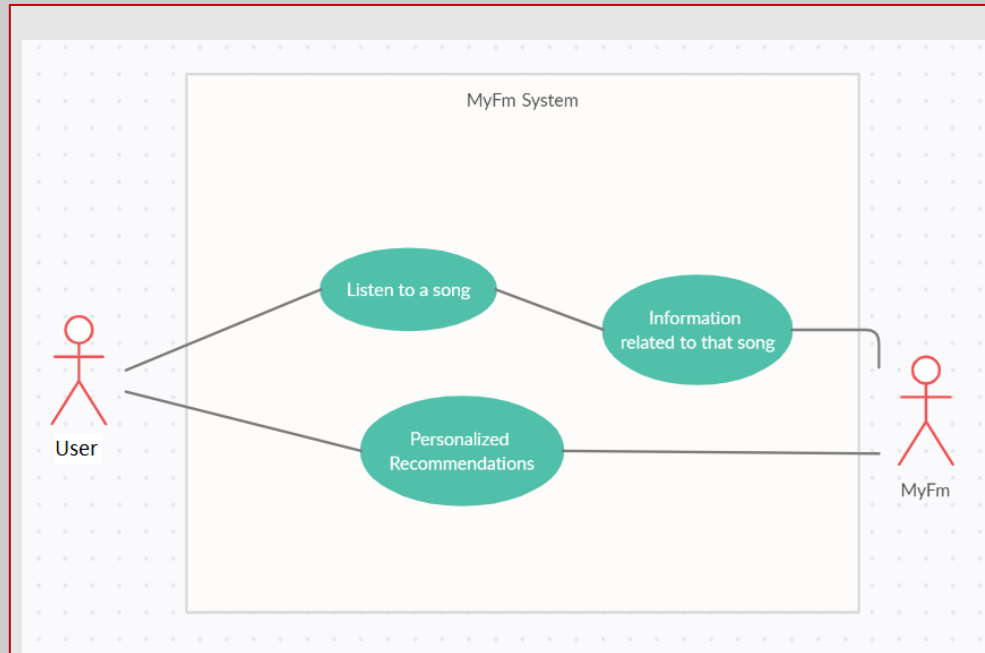 MyFm System
Listen to a song
Information
related to that song
Personalized
Recommendations
User
MyFm